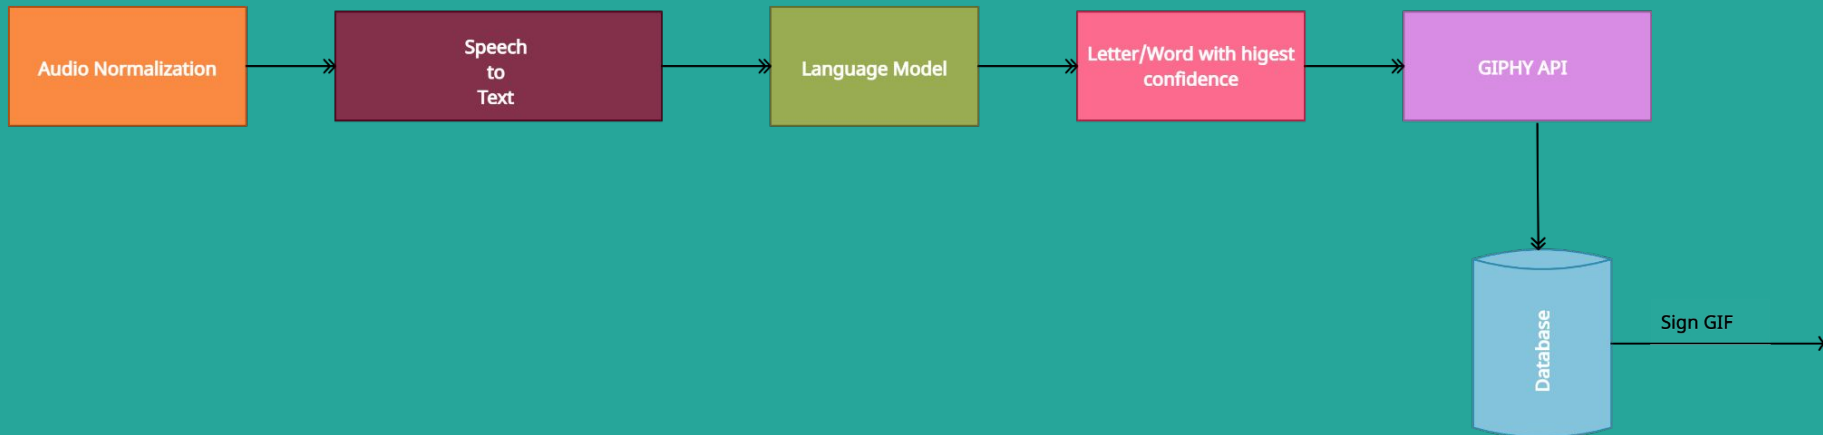 Audio Normalization
Speech
to
Text
Language Model
Letter/Word with higest
confidence
GIPHY API
Database
Sign GIF